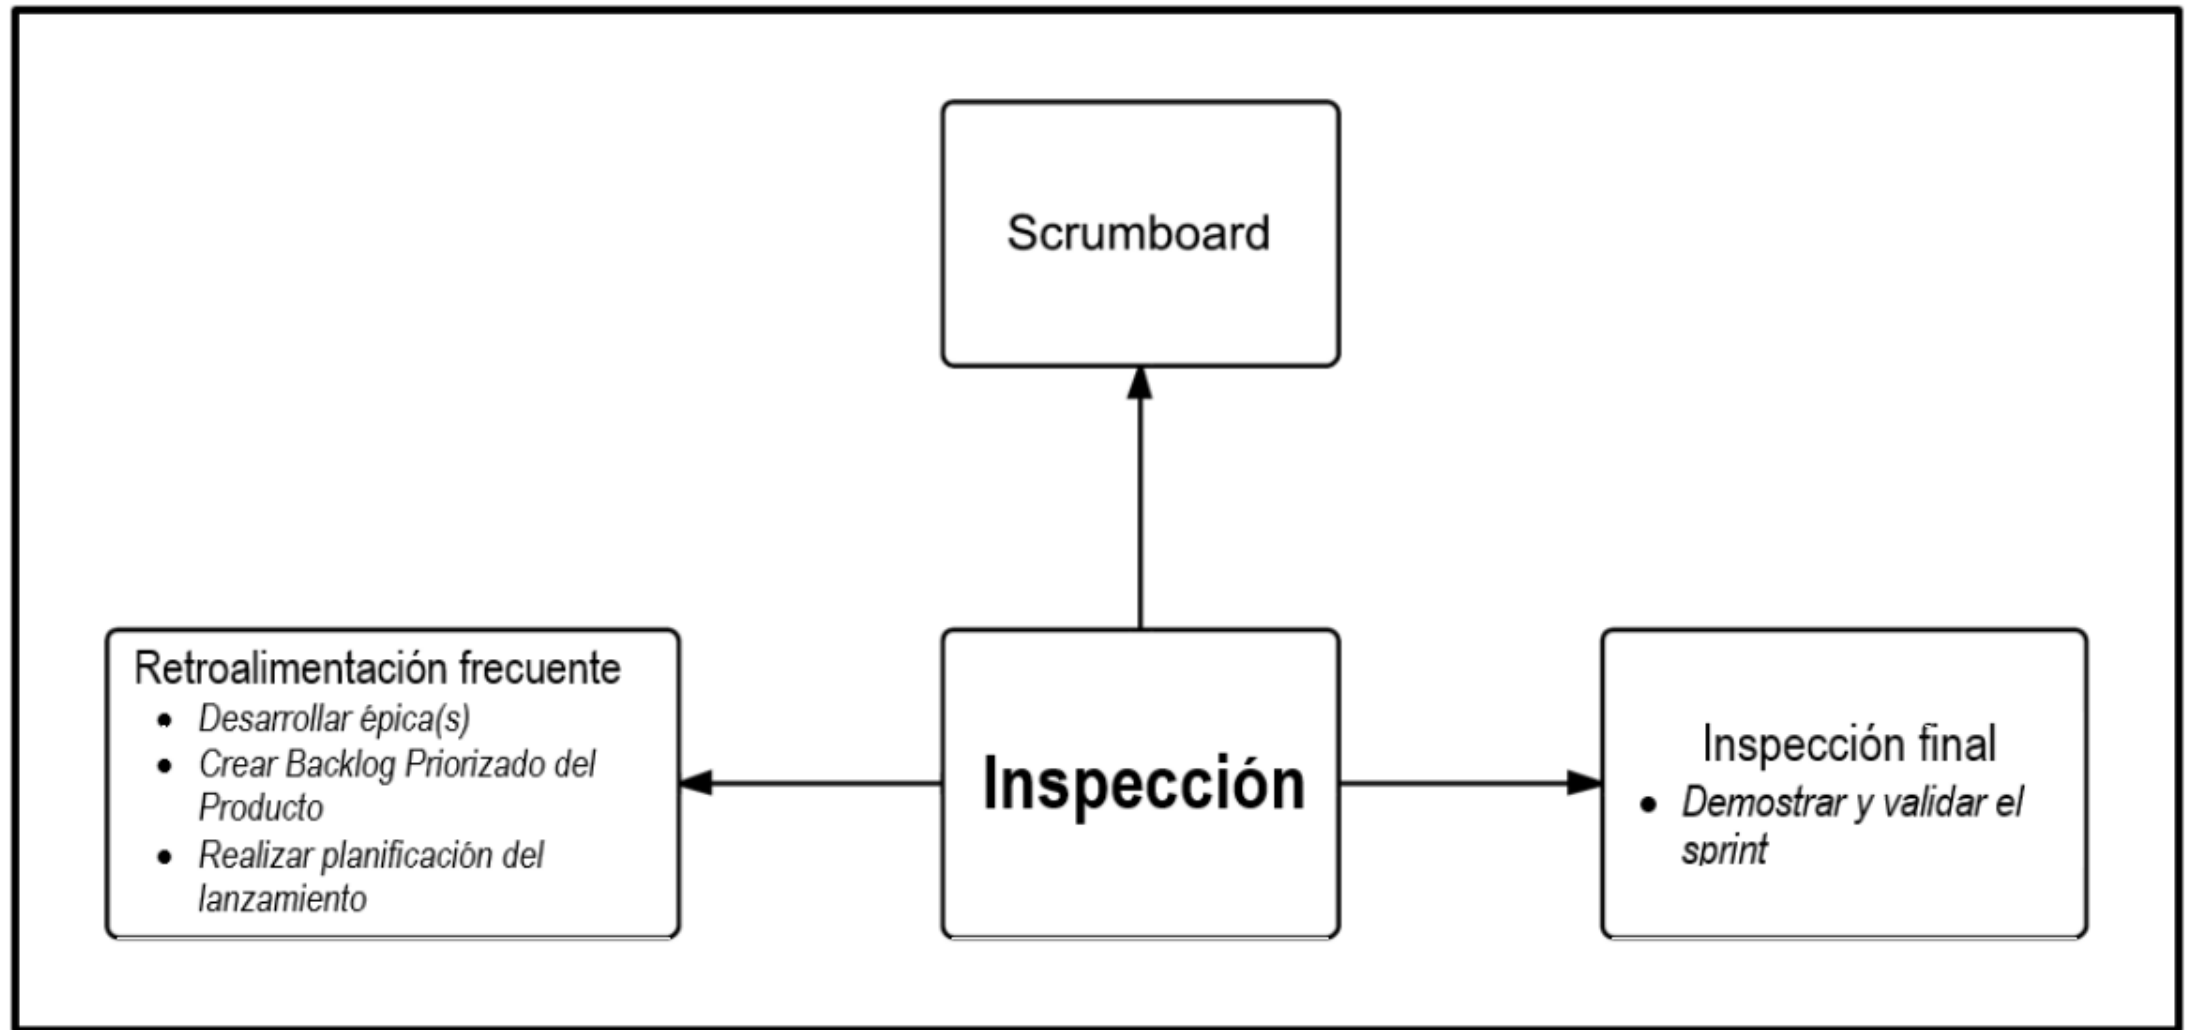 Scrumboard
Retroalimentación frecuente
• Desarrollar épica(s)
• Crear Backlog Priorizado del
Producto
• Realizar planificación del
lanzamiento
Inspección
Inspección final
• Demostrar y validar el
sprint